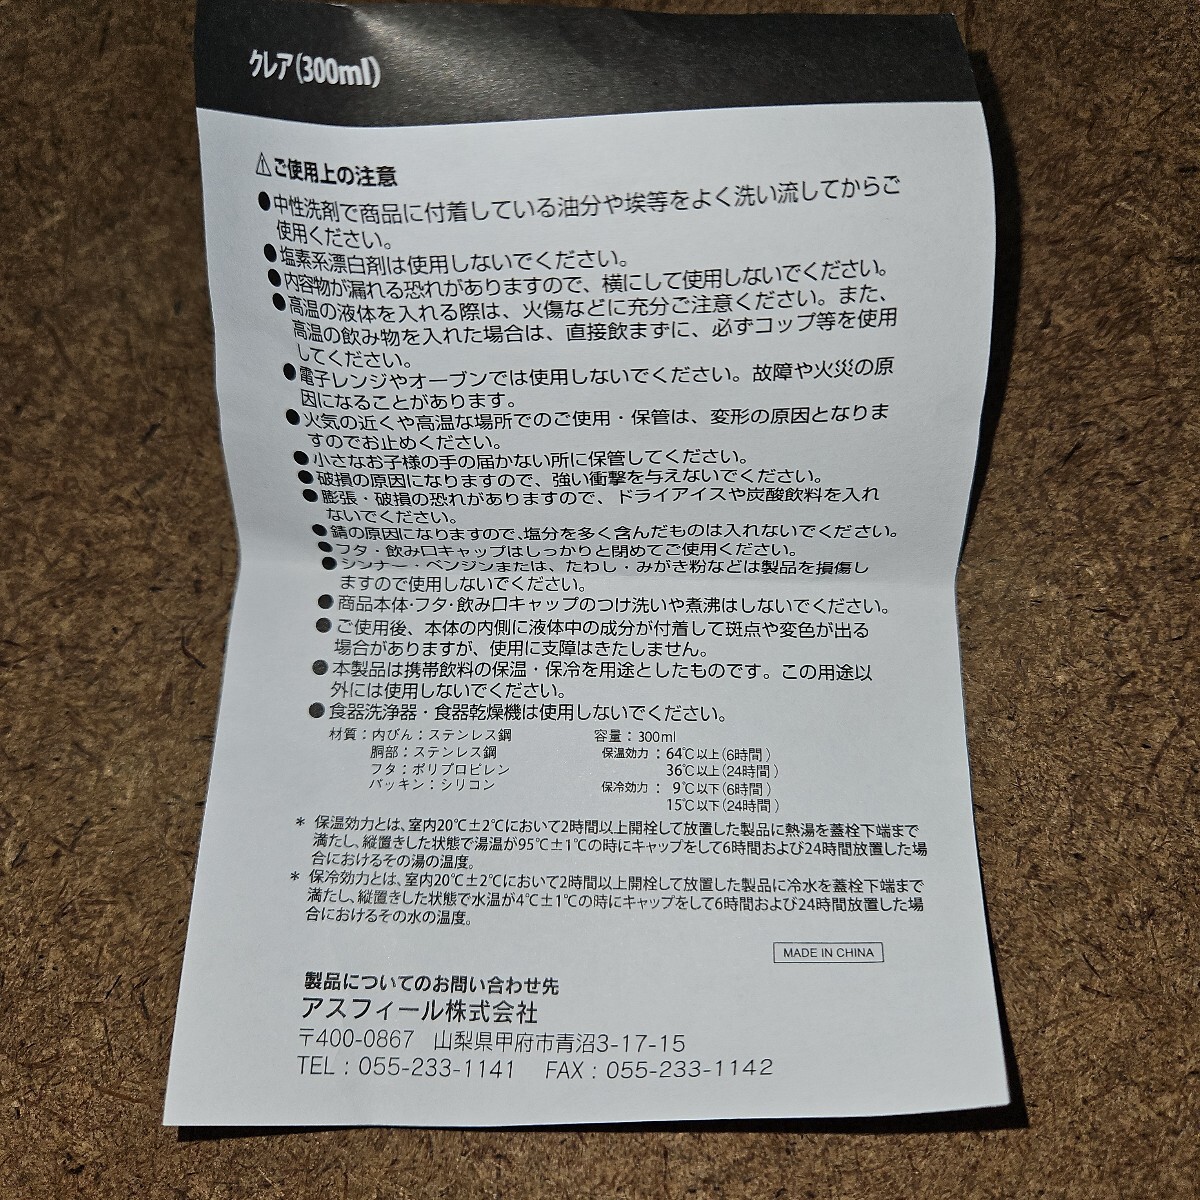 クレア(300ml)
⚠ご使用上の注意
●中性洗剤で商品に付着している油分や埃等をよく洗い流してからご
使用ください。
●塩素系漂白剤は使用しないでください。
●内容物が漏れる恐れがありますので、横にして使用しないでください。
●高温の液体を入れる際は、火傷などに充分ご注意ください。また、
高温の飲み物を入れた場合は、直接飲まずに、必ずコップ等を使用
してください。
●電子レンジやオーブンでは使用しないでください。故障や火災の原
因になることがあります。
●火気の近くや高温な場所でのご使用・保管は、変形の原因となりま
すのでお止めください。
●小さなお子様の手の届かない所に保管してください。
●破損の原因になりますので、強い衝撃を与えないでください。
●膨張・破損の恐れがありますので、ドライアイスや炭酸飲料を入れ
ないでください。
●錆の原因になりますので、塩分を多く含んだものは入れないでください。
●フタ・飲み口キャップはしっかりと閉めてご使用ください。
●シンナー・ベンジンまたは、たわし・みがき粉などは製品を損傷し
ますので使用しないでください。
●商品本体・フタ・飲み口キャップのつけ洗いや煮沸はしないでください。
●ご使用後、本体の内側に液体中の成分が付着して斑点や変色が出る
場合がありますが、使用に支障はきたしません。
●本製品は携帯飲料の保温・保冷を用途としたものです。この用途以
外には使用しないでください。
●食器洗浄器・食器乾燥機は使用しないでください。
材質：内びん：ステンレス鋼
胴部：ステンレス鋼
フタ：ポリプロピレン
パッキン：シリコン
容量：300ml
保温効力：64℃以上(6時間)
36℃以上(24時間)
保冷効力：9℃以下(6時間)
15℃以下(24時間)
＊保温効力とは、室内20℃±2℃において2時間以上開栓して放置した製品に熱湯を蓋栓下端まで
満たし、縦置きした状態で湯温が95℃±1℃の時にキャップをして6時間および24時間放置した場
合におけるその湯の温度。
＊保冷効力とは、室内20℃±2℃において2時間以上開栓して放置した製品に冷水を蓋栓下端まで
満たし、縦置きした状態で水温が4℃±1℃の時にキャップをして6時間および24時間放置した場
合におけるその水の温度。
MADE IN CHINA
製品についてのお問い合わせ先
アスフィール株式会社
〒400-0867 山梨県甲府市青沼3-17-15
TEL：055-233-1141 FAX：055-233-1142